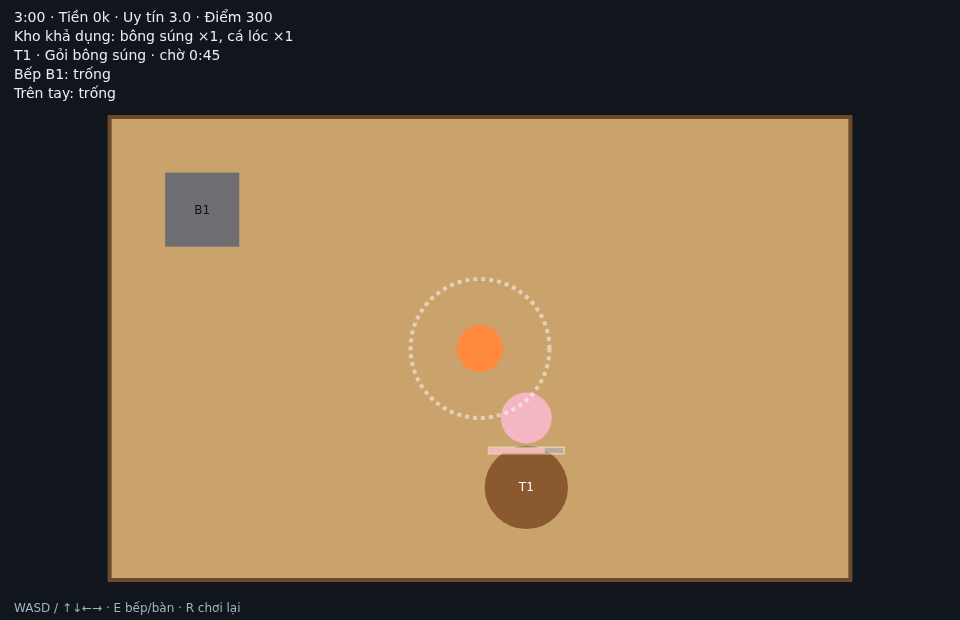 3:00 · Tiền 0k · Uy tín 3.0 · Điểm 300
Kho khả dụng: bông súng ×1, cá lóc ×1
T1 · Gỏi bông súng · chờ 0:45
Bếp B1: trống
Trên tay: trống
B1
T1
WASD / ↑↓←→ · E bếp/bàn · R chơi lại